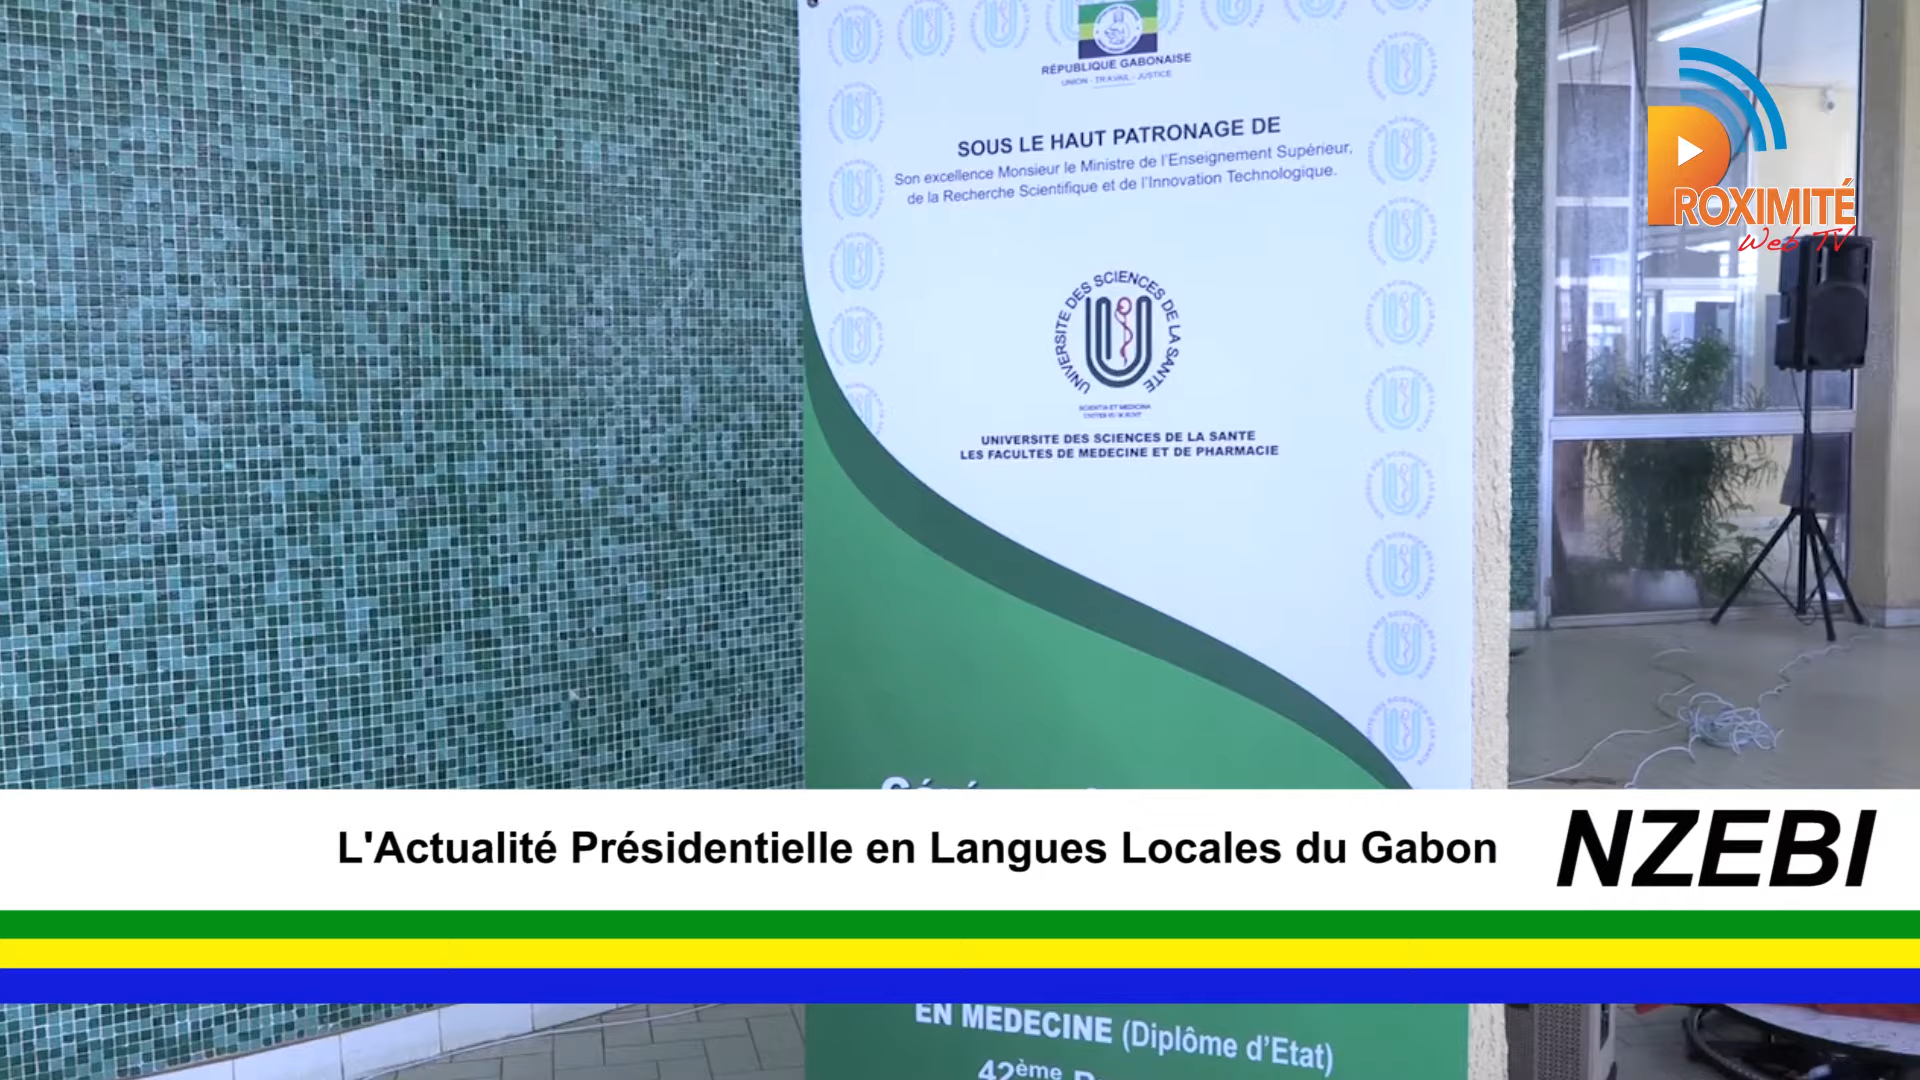 RÉPUBLIQUE GABONAISE
UNION - TRAVAIL - JUSTICE
SOUS LE HAUT PATRONAGE DE
Son excellence Monsieur le Ministre de l'Enseignement Supérieur,
de la Recherche Scientifique et de l'Innovation Technologique.
UNIVERSITE DES SCIENCES DE LA SANTE
UNIVERSITE DES SCIENCES DE LA SANTE
LES FACULTES DE MEDECINE ET DE PHARMACIE
PROXIMITÉ
Web TV
L'Actualité Présidentielle en Langues Locales du Gabon
NZEBI
EN MEDECINE (Diplôme d'Etat)
42ème